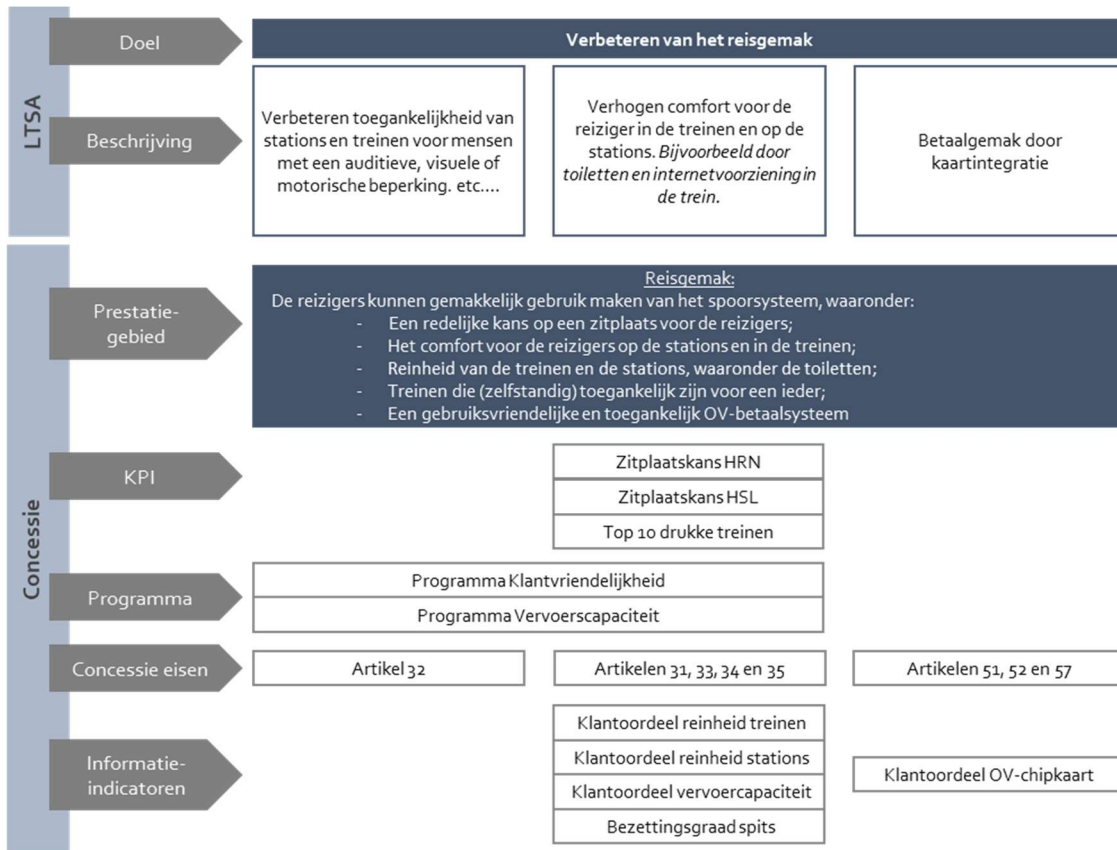 LTSA
Doel
Verbeteren van het reisgemak
Beschrijving
Verbeteren toegankelijkheid van
stations en treinen voor mensen
met een auditieve, visuele of
motorische beperking. etc....
Verhogen comfort voor de
reiziger in de treinen en op de
stations. Bijvoorbeeld door
toiletten en internetvoorziening in
de trein.
Betaalgemak door
kaartintegratie
Concessie
Prestatie-
gebied
Reisgemak:
De reizigers kunnen gemakkelijk gebruik maken van het spoorsysteem, waaronder:
- Een redelijke kans op een zitplaats voor de reizigers;
- Het comfort voor de reizigers op de stations en in de treinen;
- Reinheid van de treinen en de stations, waaronder de toiletten;
- Treinen die (zelfstandig) toegankelijk zijn voor een ieder;
- Een gebruiksvriendelijke en toegankelijk OV-betaalsysteem
KPI
Zitplaatskans HRN
Zitplaatskans HSL
Top 10 drukke treinen
Programma
Programma Klantvriendelijkheid
Programma Vervoerscapaciteit
Concessie eisen
Artikel 32
Artikelen 31, 33, 34 en 35
Artikelen 51, 52 en 57
Informatie-
indicatoren
Klantoordeel reinheid treinen
Klantoordeel reinheid stations
Klantoordeel vervoercapaciteit
Bezettingsgraad spits
Klantoordeel OV-chipkaart